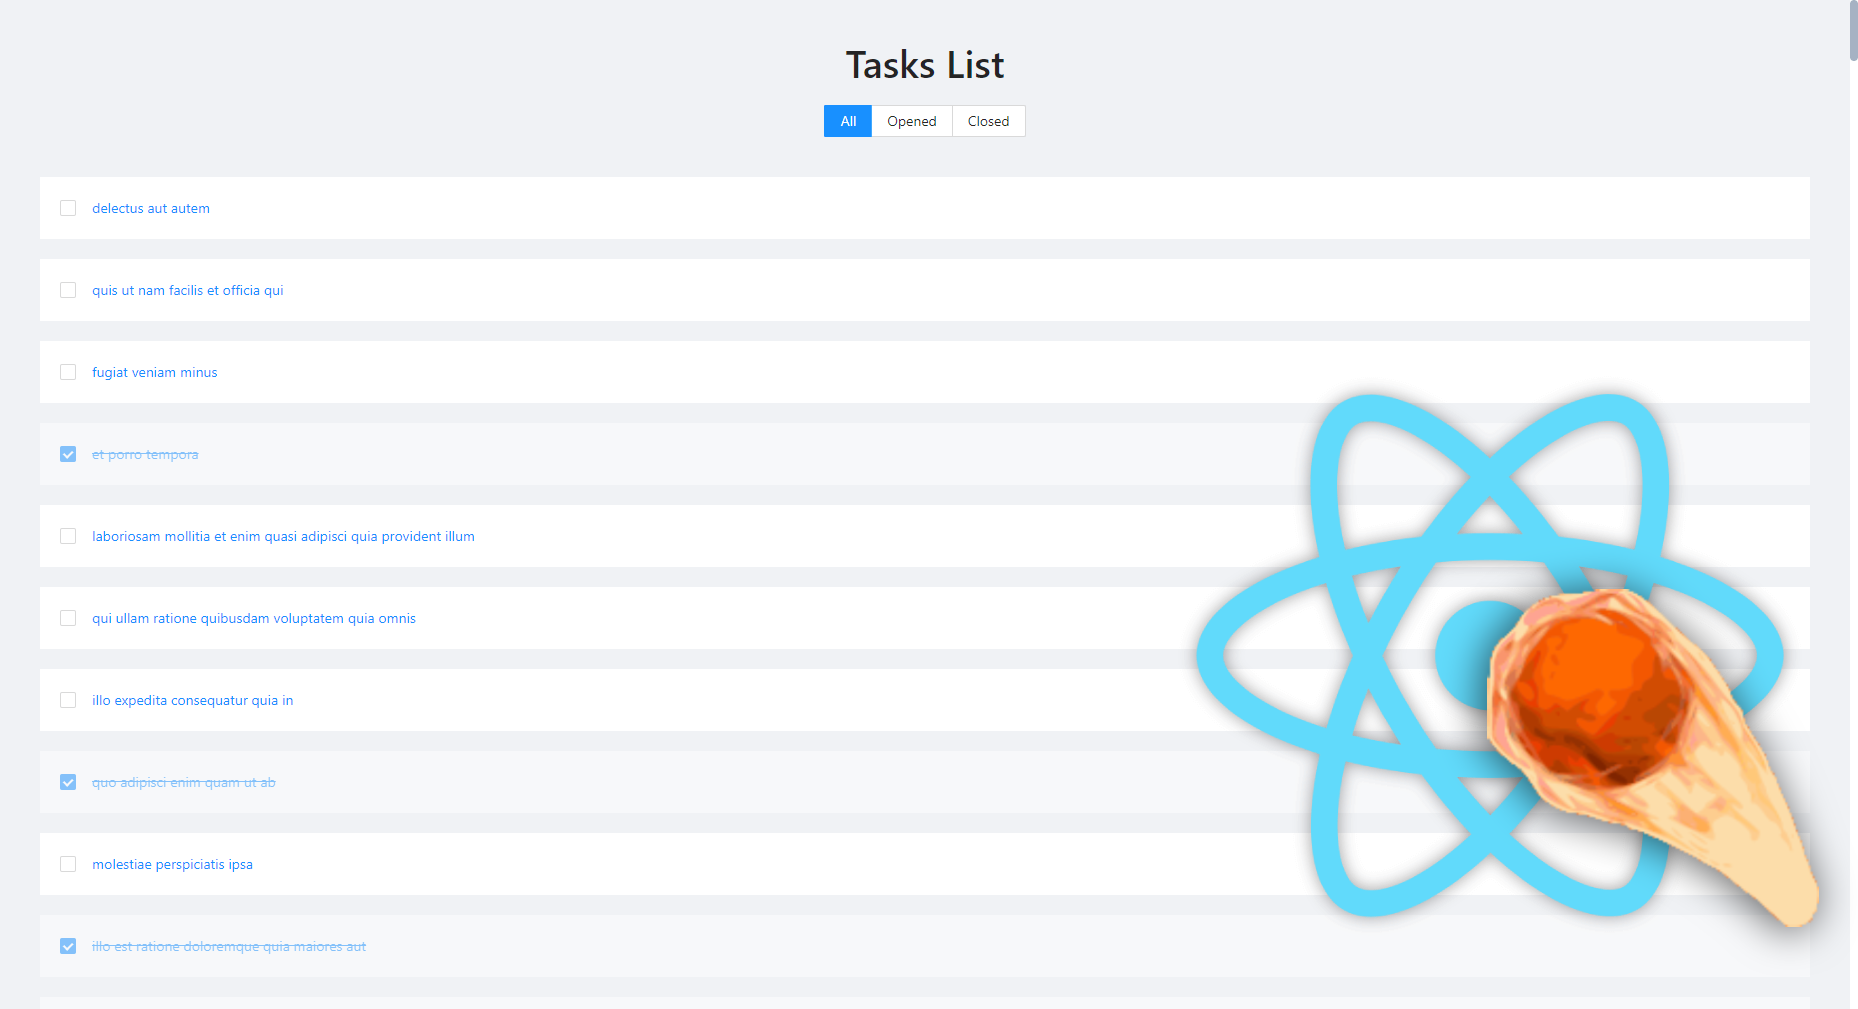 Tasks List
All Opened Closed
delectus aut autem
quis ut nam facilis et officia qui
fugiat veniam minus
et porro tempora
laboriosam mollitia et enim quasi adipisci quia provident illum
qui ullam ratione quibusdam voluptatem quia omnis
illo expedita consequatur quia in
quo adipisci enim quam ut ab
molestiae perspiciatis ipsa
illo est ratione doloremque quia maiores aut